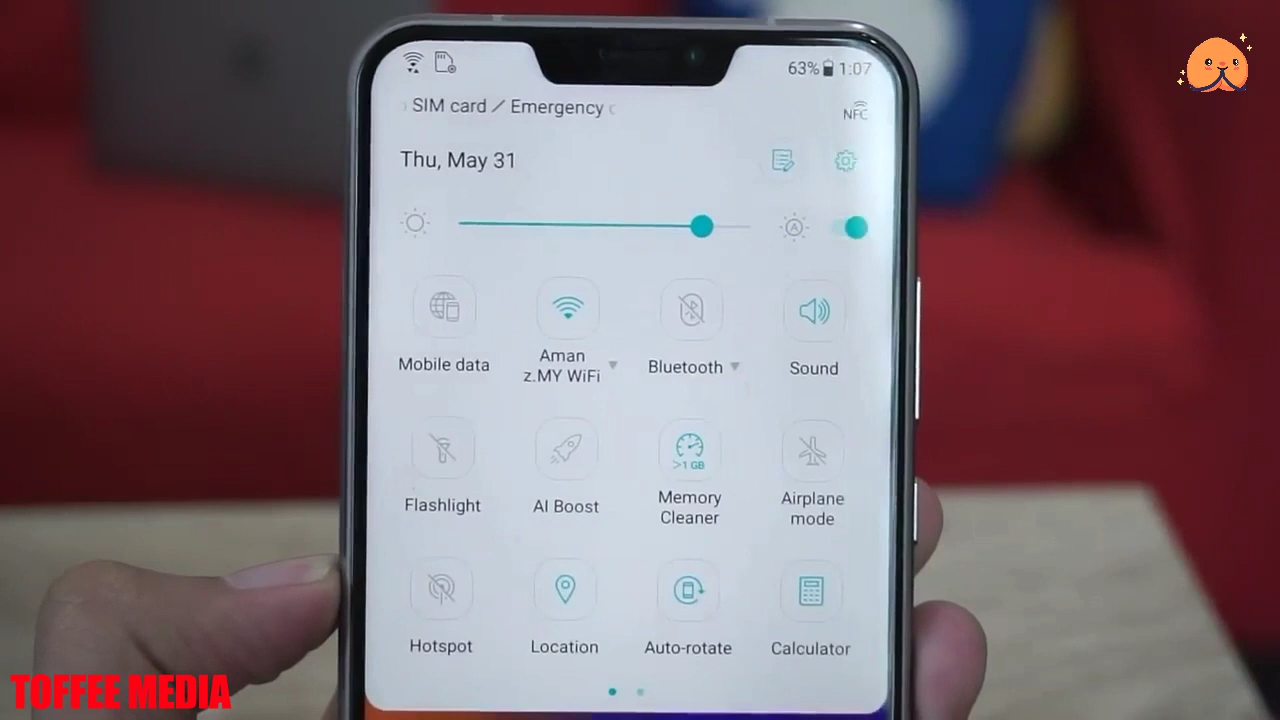 63% 1:07
SIM card / Emergency
NFC
Thu, May 31
A
Mobile data
Aman
z.MY WiFi
Bluetooth
Sound
Flashlight
AI Boost
>1 GB
Memory
Cleaner
Airplane
mode
Hotspot
Location
Auto-rotate
Calculator
TOFFEE MEDIA